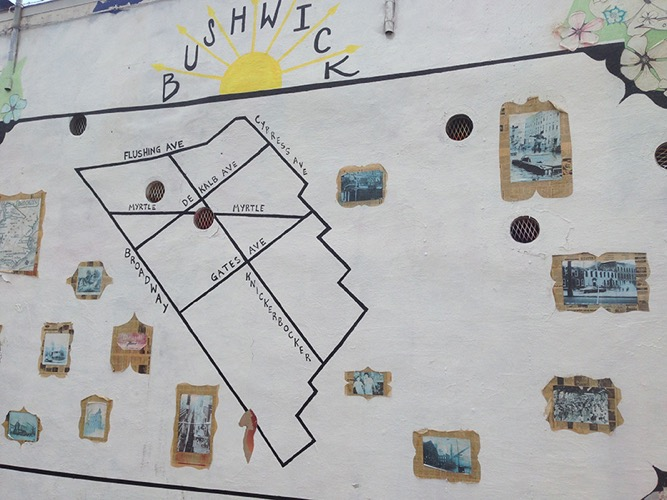 BUSHWICK
FLUSHING AVE
CYPRESS AVE
DE KALB AVE
MYRTLE
MYRTLE
GATES AVE
BROADWAY
KNICKERBOCKER